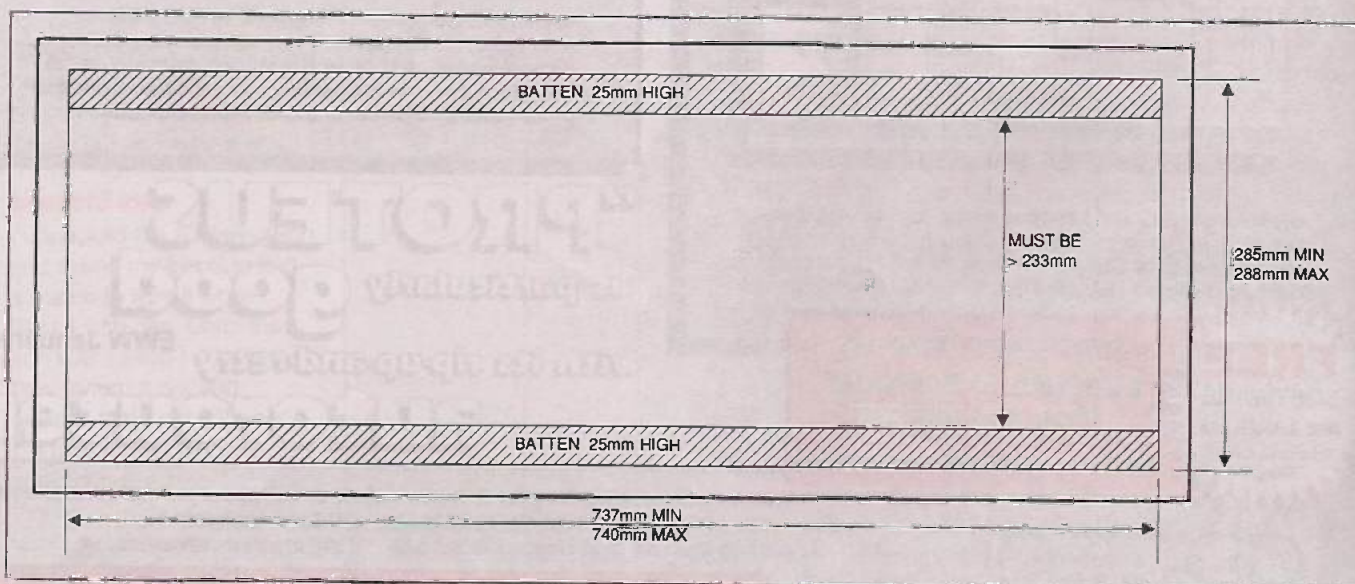 BATTEN 25mm HIGH
MUST BE
> 233mm
285mm MIN
288mm MAX
BATTEN 25mm HIGH
737mm MIN
740mm MAX